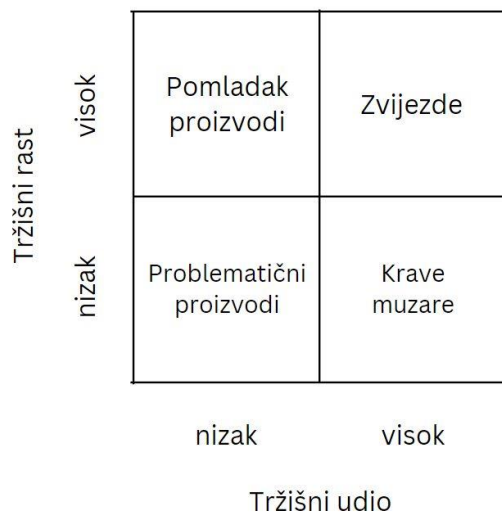 Tržišni rast
visok
nizak
Pomladak
proizvodi
Zvijezde
Problematični
proizvodi
Krave
muzare
nizak
visok
Tržišni udio